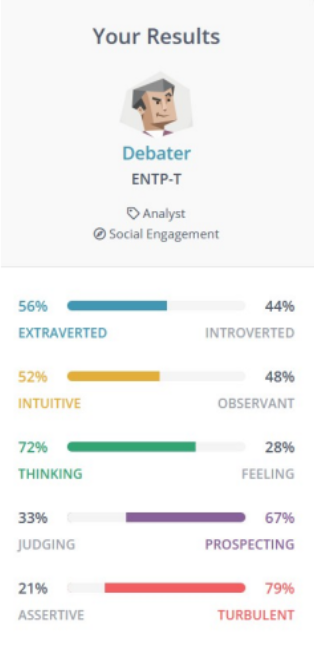 Your Results
Debater
ENTP-T
Analyst
Social Engagement
56% 44%
EXTRAVERTED INTROVERTED
52% 48%
INTUITIVE OBSERVANT
72% 28%
THINKING FEELING
33% 67%
JUDGING PROSPECTING
21% 79%
ASSERTIVE TURBULENT